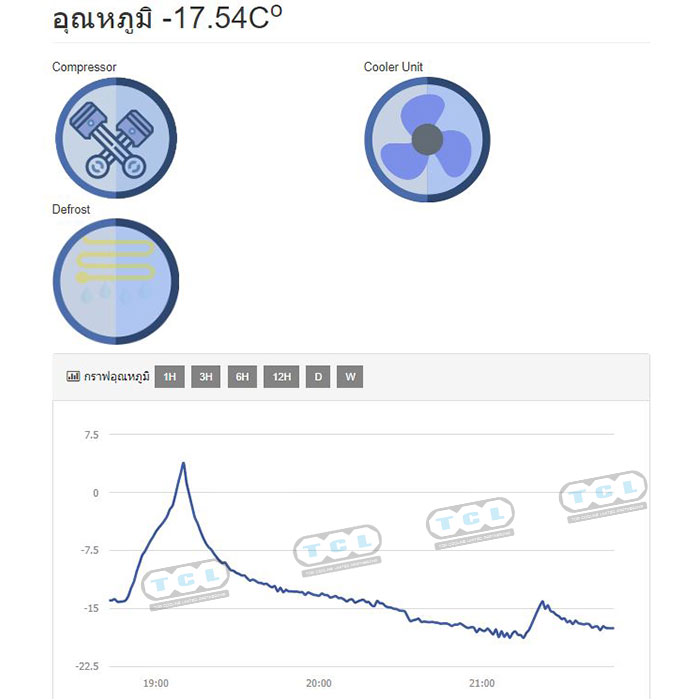 อุณหภูมิ -17.54Cº
Compressor
Cooler Unit
Defrost
กราฟอุณหภูมิ 1H 3H 6H 12H D W
7.5
0
-7.5
-15
-22.5
19:00 20:00 21:00
TCL
TCL
TCL
TCL